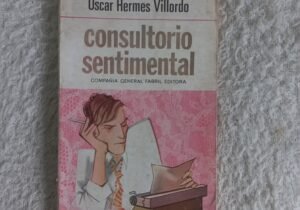 Oscar Hermes Villordo
consultorio
sentimental
COMPAÑIA GENERAL FABRIL EDITORA